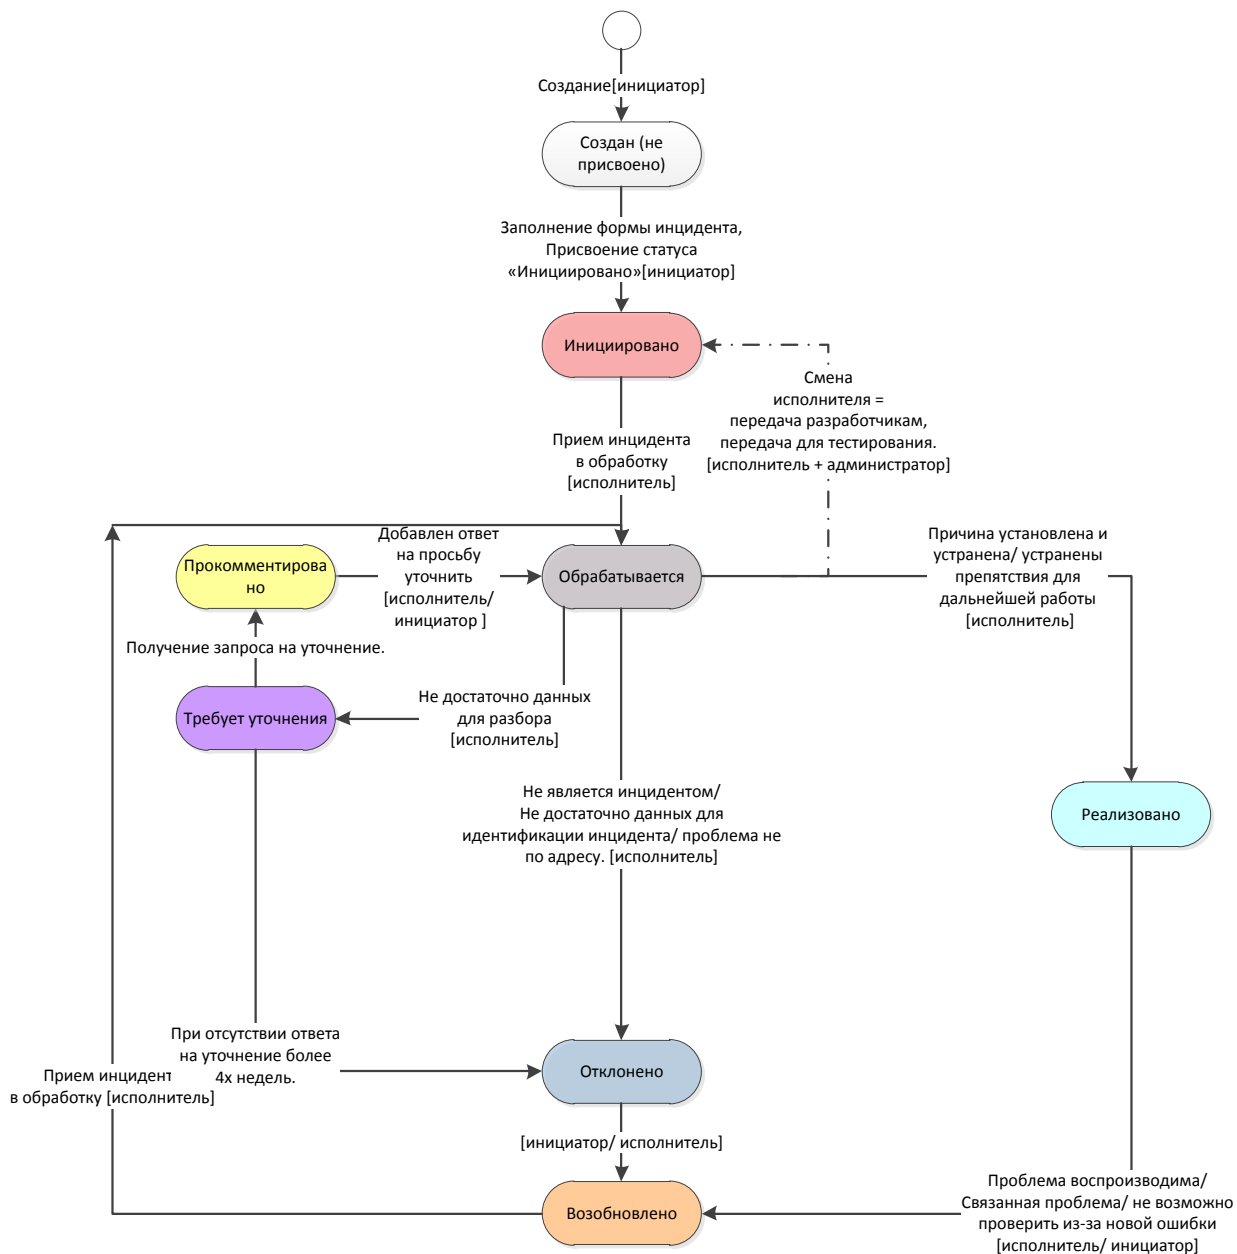 Создание[инициатор]
Создан (не
присвоено)
Заполнение формы инцидента,
Присвоение статуса
«Инициировано»[инициатор]
Инициировано
Смена
исполнителя =
передача разработчикам,
передача для тестирования.
[исполнитель + администратор]
Прием инцидента
в обработку
[исполнитель]
Добавлен ответ
на просьбу
уточнить
[исполнитель/
инициатор ]
Прокомментирова
но
Обрабатывается
Причина установлена и
устранена/ устранены
препятствия для
дальнейшей работы
[исполнитель]
Получение запроса на уточнение.
Требует уточнения
Не достаточно данных
для разбора
[исполнитель]
Не является инцидентом/
Не достаточно данных для
идентификации инцидента/ проблема не
по адресу. [исполнитель]
Реализовано
При отсутствии ответа
на уточнение более
4х недель.
Прием инцидент
в обработку [исполнитель]
Отклонено
[инициатор/ исполнитель]
Возобновлено
Проблема воспроизводима/
Связанная проблема/ не возможно
проверить из-за новой ошибки
[исполнитель/ инициатор]